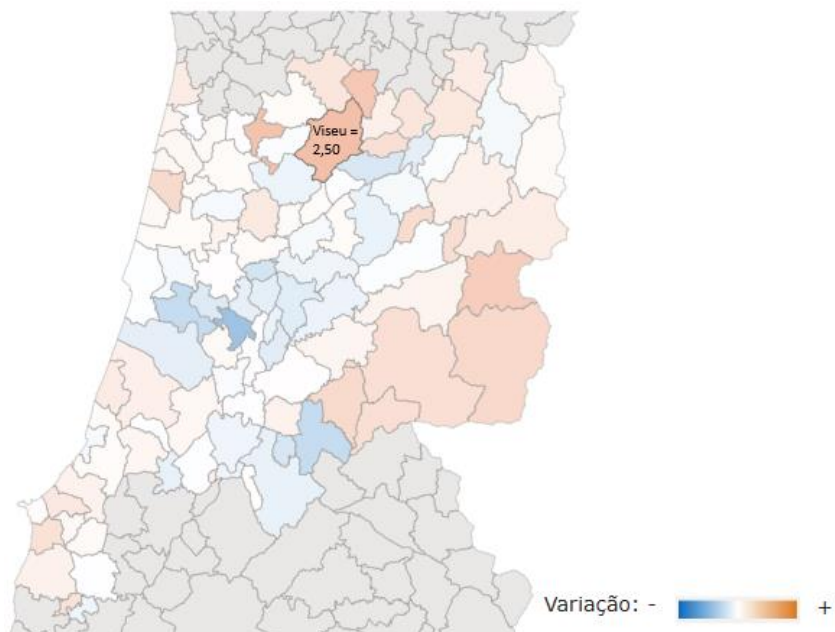 Viseu =
2,50
Variação: - +